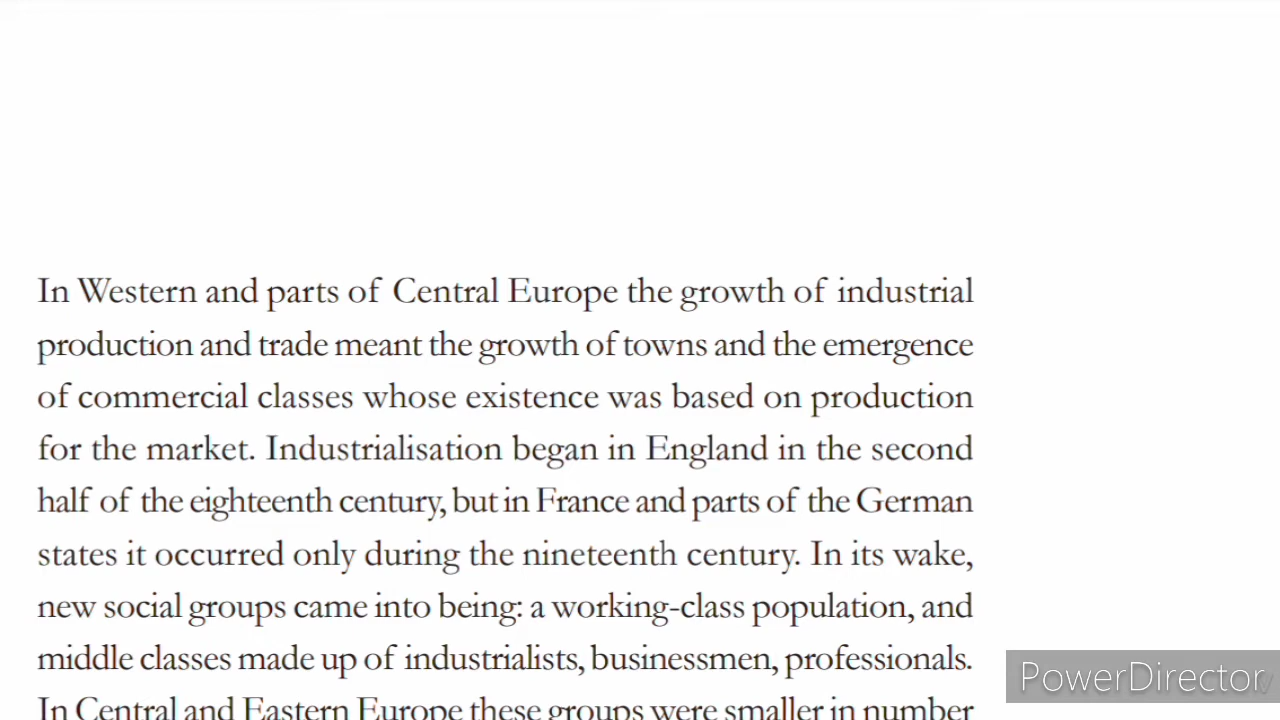 In Western and parts of Central Europe the growth of industrial
production and trade meant the growth of towns and the emergence
of commercial classes whose existence was based on production
for the market. Industrialisation began in England in the second
half of the eighteenth century, but in France and parts of the German
states it occurred only during the nineteenth century. In its wake,
new social groups came into being: a working-class population, and
middle classes made up of industrialists, businessmen, professionals.
In Central and Eastern Europe these groups were smaller in number
PowerDirector